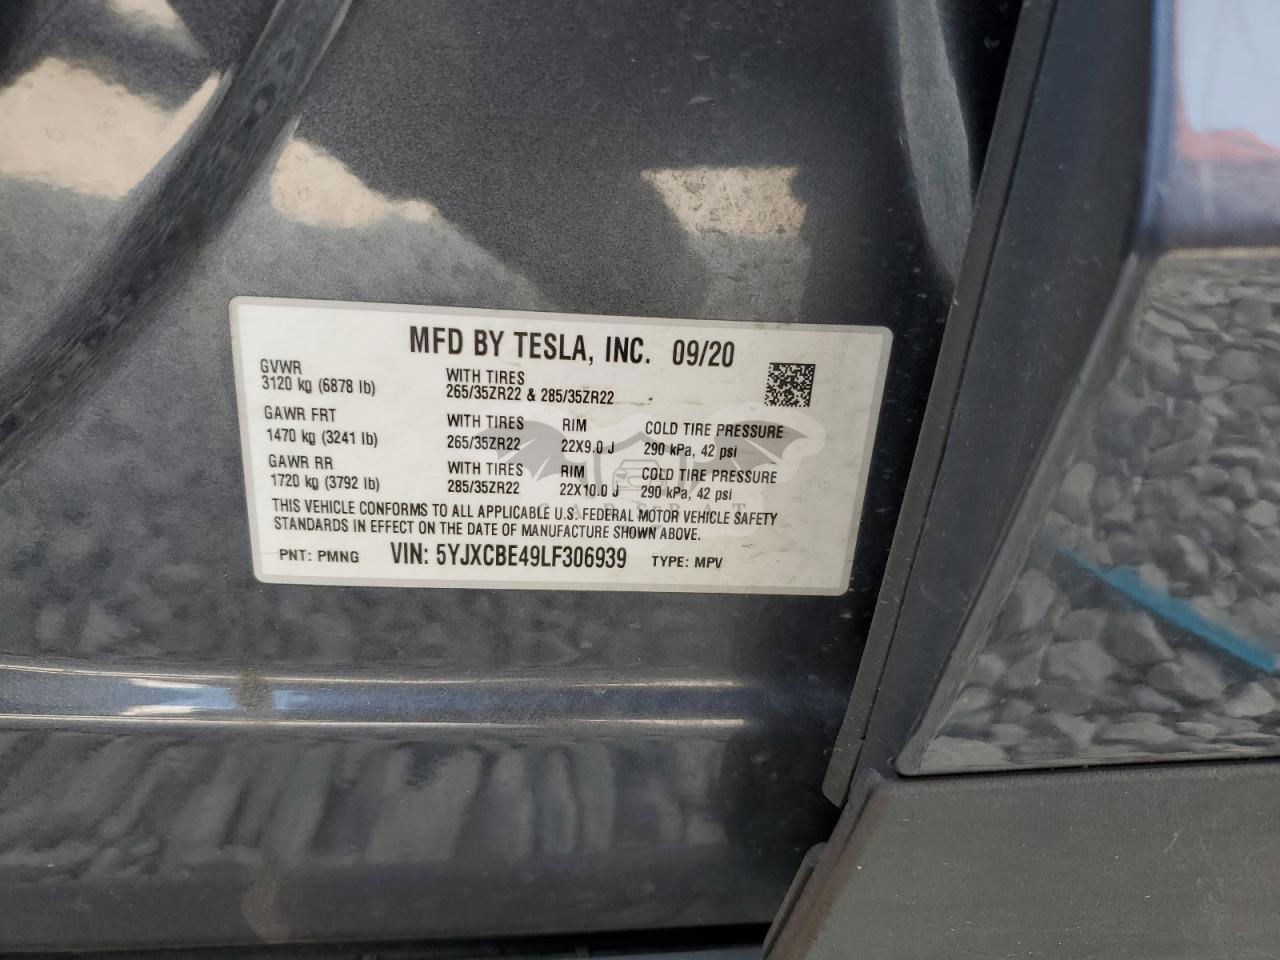 MFD BY TESLA, INC. 09/20
GVWR
3120 kg (6878 lb)
WITH TIRES
265/35ZR22 & 285/35ZR22
GAWR FRT
1470 kg (3241 lb)
WITH TIRES RIM COLD TIRE PRESSURE
265/35ZR22 22X9.0 J 290 kPa, 42 psi
GAWR RR
1720 kg (3792 lb)
WITH TIRES RIM COLD TIRE PRESSURE
285/35ZR22 22X10.0 J 290 kPa, 42 psi
THIS VEHICLE CONFORMS TO ALL APPLICABLE U.S. FEDERAL MOTOR VEHICLE SAFETY
STANDARDS IN EFFECT ON THE DATE OF MANUFACTURE SHOWN ABOVE.
PNT: PMNG VIN: 5YJXCBE49LF306939 TYPE: MPV